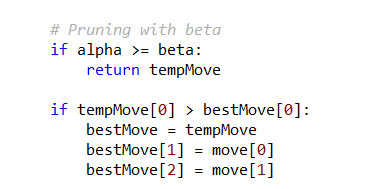 # Pruning with beta
if alpha >= beta:
    return tempMove
if tempMove[0] > bestMove[0]:
    bestMove = tempMove
    bestMove[1] = move[0]
    bestMove[2] = move[1]